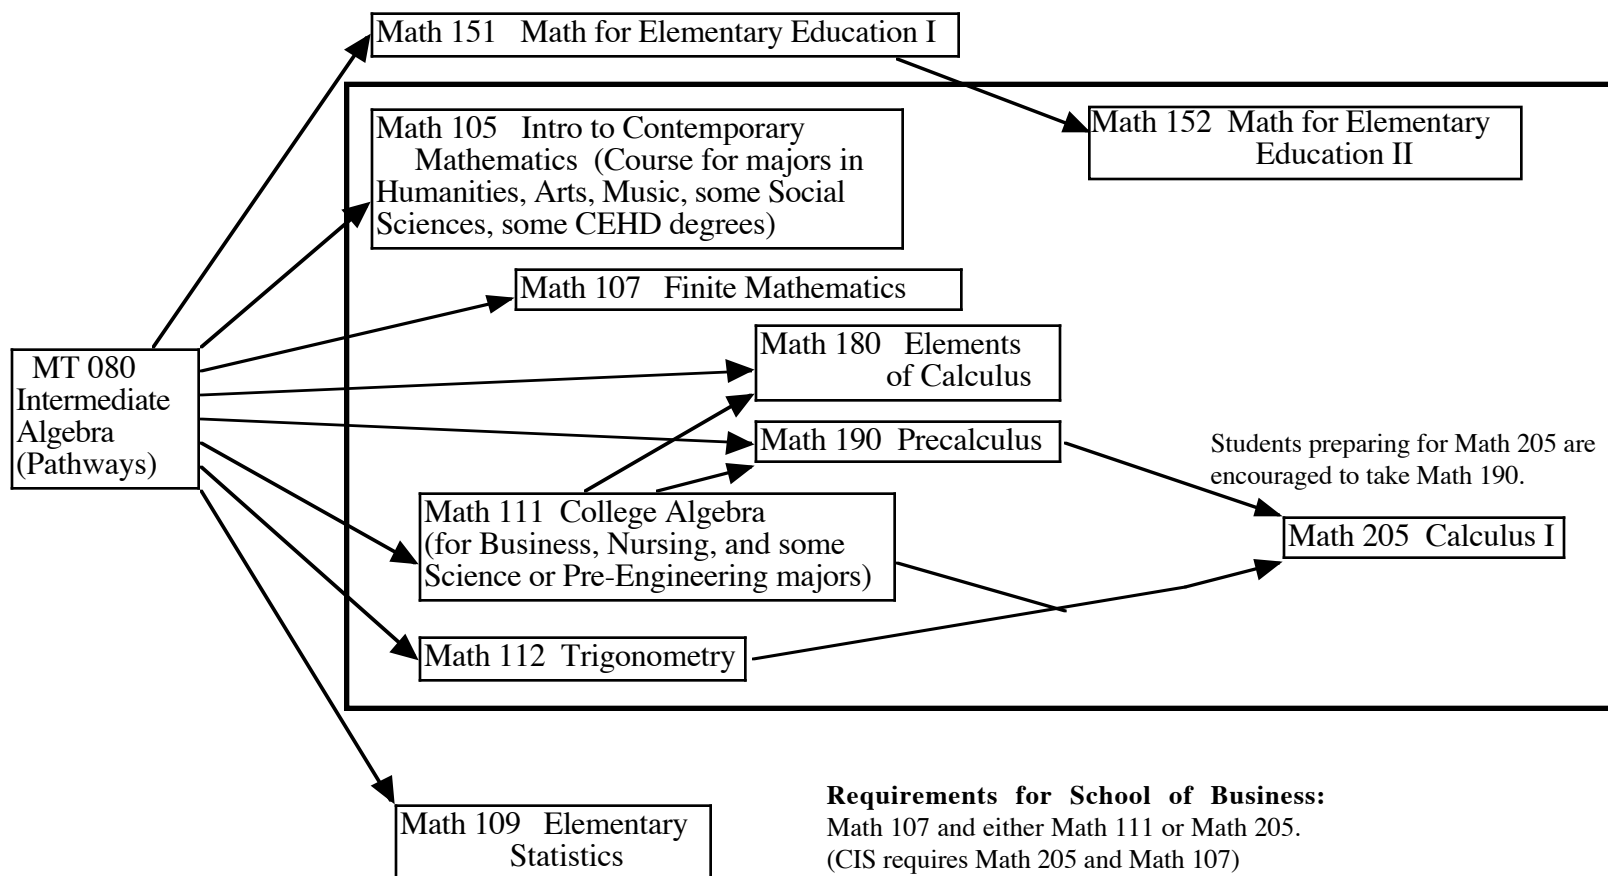 Math 151 Math for Elementary Education I
Math 105 Intro to Contemporary
Mathematics (Course for majors in
Humanities, Arts, Music, some Social
Sciences, some CEHD degrees)
Math 152 Math for Elementary
Education II
Math 107 Finite Mathematics
MT 080
Intermediate
Algebra
(Pathways)
Math 180 Elements
of Calculus
Math 190 Precalculus
Students preparing for Math 205 are
encouraged to take Math 190.
Math 111 College Algebra
(for Business, Nursing, and some
Science or Pre-Engineering majors)
Math 205 Calculus I
Math 112 Trigonometry
Math 109 Elementary
Statistics
Requirements for School of Business:
Math 107 and either Math 111 or Math 205.
(CIS requires Math 205 and Math 107)